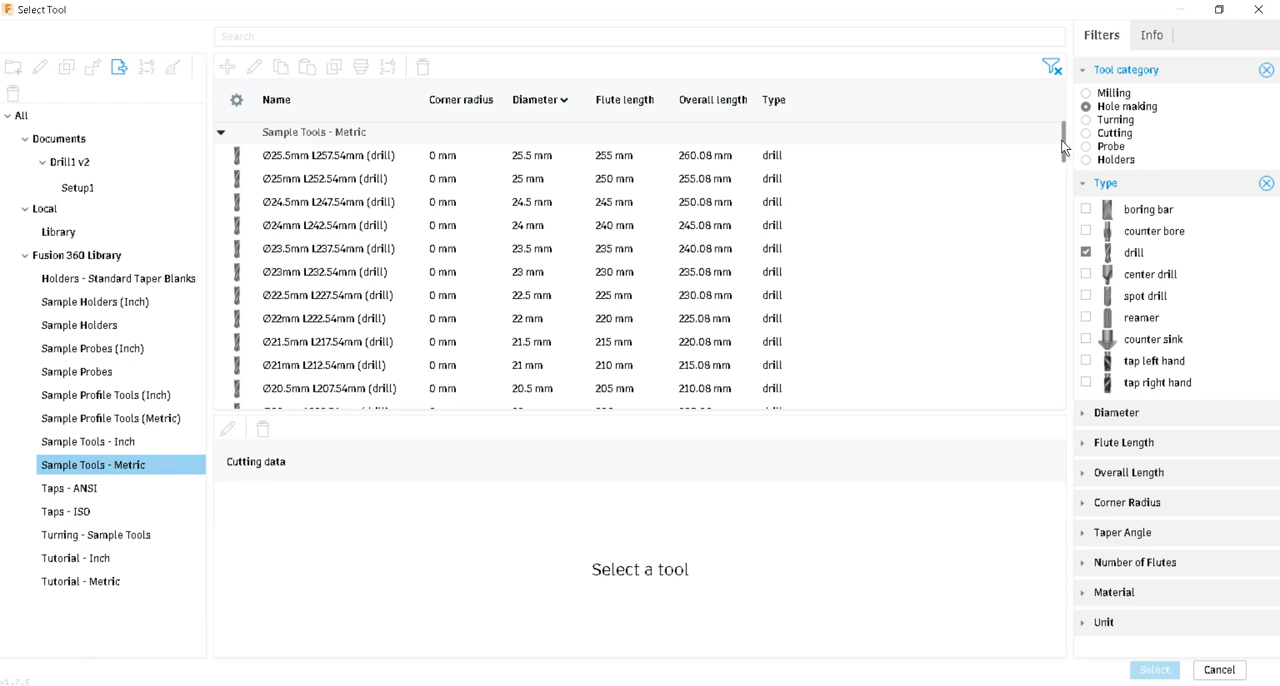 Select Tool
Search
All
Documents
Drill1 v2
Setup1
Local
Library
Fusion 360 Library
Holders - Standard Taper Blanks
Sample Holders (Inch)
Sample Holders
Sample Probes (Inch)
Sample Probes
Sample Profile Tools (Inch)
Sample Profile Tools (Metric)
Sample Tools - Inch
Sample Tools - Metric
Taps - ANSI
Taps - ISO
Turning - Sample Tools
Tutorial - Inch
Tutorial - Metric
Name Corner radius Diameter Flute length Overall length Type
Sample Tools - Metric
Ø25.5mm L257.54mm (drill) 0 mm 25.5 mm 255 mm 260.08 mm drill
Ø25mm L252.54mm (drill) 0 mm 25 mm 250 mm 255.08 mm drill
Ø24.5mm L247.54mm (drill) 0 mm 24.5 mm 245 mm 250.08 mm drill
Ø24mm L242.54mm (drill) 0 mm 24 mm 240 mm 245.08 mm drill
Ø23.5mm L237.54mm (drill) 0 mm 23.5 mm 235 mm 240.08 mm drill
Ø23mm L232.54mm (drill) 0 mm 23 mm 230 mm 235.08 mm drill
Ø22.5mm L227.54mm (drill) 0 mm 22.5 mm 225 mm 230.08 mm drill
Ø22mm L222.54mm (drill) 0 mm 22 mm 220 mm 225.08 mm drill
Ø21.5mm L217.54mm (drill) 0 mm 21.5 mm 215 mm 220.08 mm drill
Ø21mm L212.54mm (drill) 0 mm 21 mm 210 mm 215.08 mm drill
Ø20.5mm L207.54mm (drill) 0 mm 20.5 mm 205 mm 210.08 mm drill
Cutting data
Select a tool
Filters Info
Tool category
Milling
Hole making
Turning
Cutting
Probe
Holders
Type
boring bar
counter bore
drill
center drill
spot drill
reamer
counter sink
tap left hand
tap right hand
Diameter
Flute Length
Overall Length
Corner Radius
Taper Angle
Number of Flutes
Material
Unit
Select Cancel
v1.7.5